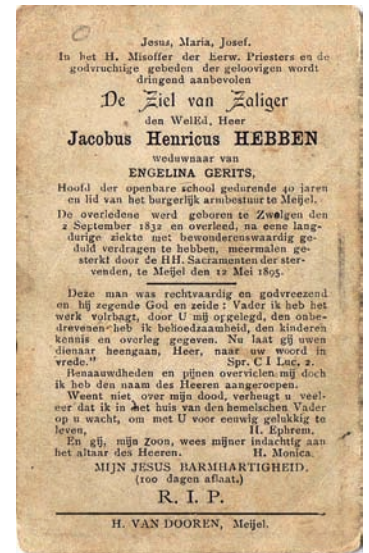 Jesus, Maria, Josef.
In het H. Misoffer der Eerw. Priesters en de
godvruchtige gebeden der geloovigen wordt
dringend aanbevolen
De Ziel van Zaliger
den WelEd. Heer
Jacobus Henricus HEBBEN
weduwnaar van
ENGELINA GERITS,
Hoofd der openbare school gedurende 40 jaren
en lid van het burgerlijk armbestuur te Meijel.
De overledene werd geboren te Zwolgen den
2 September 1832 en overleed, na eene lang-
durige ziekte met bewonderenswaardig ge-
duld verdragen te hebben, meermalen ge-
sterkt door de HH. Sacramenten der ster-
venden, te Meijel den 12 Mei 1895.
Deze man was rechtvaardig en godvreezend
en hij zegende God en zeide : Vader ik heb het
werk volbragt, door U mij opgelegd, den onbe-
drevenen heb ik behoedzaamheid, den kinderen
kennis en overleg gegeven. Nu laat gij uwen
dienaar heengaan, Heer, naar uw woord in
vrede." Spr. C I Luc. 2.
Benaauwdheden en pijnen overvielen mij doch
ik heb den naam des Heeren aangeroepen.
Weent niet over mijn dood, verheugt u veel-
eer dat ik in het huis van den hemelschen Vader
op u wacht, om met U voor eeuwig gelukkig te
leven, H. Ephrem.
En gij, mijn zoon, wees mijner indachtig aan
het altaar des Heeren. H. Monica.
MIJN JESUS BARMHARTIGHEID.
(100 dagen aflaat.)
R. I. P.
H. VAN DOOREN, Meijel.